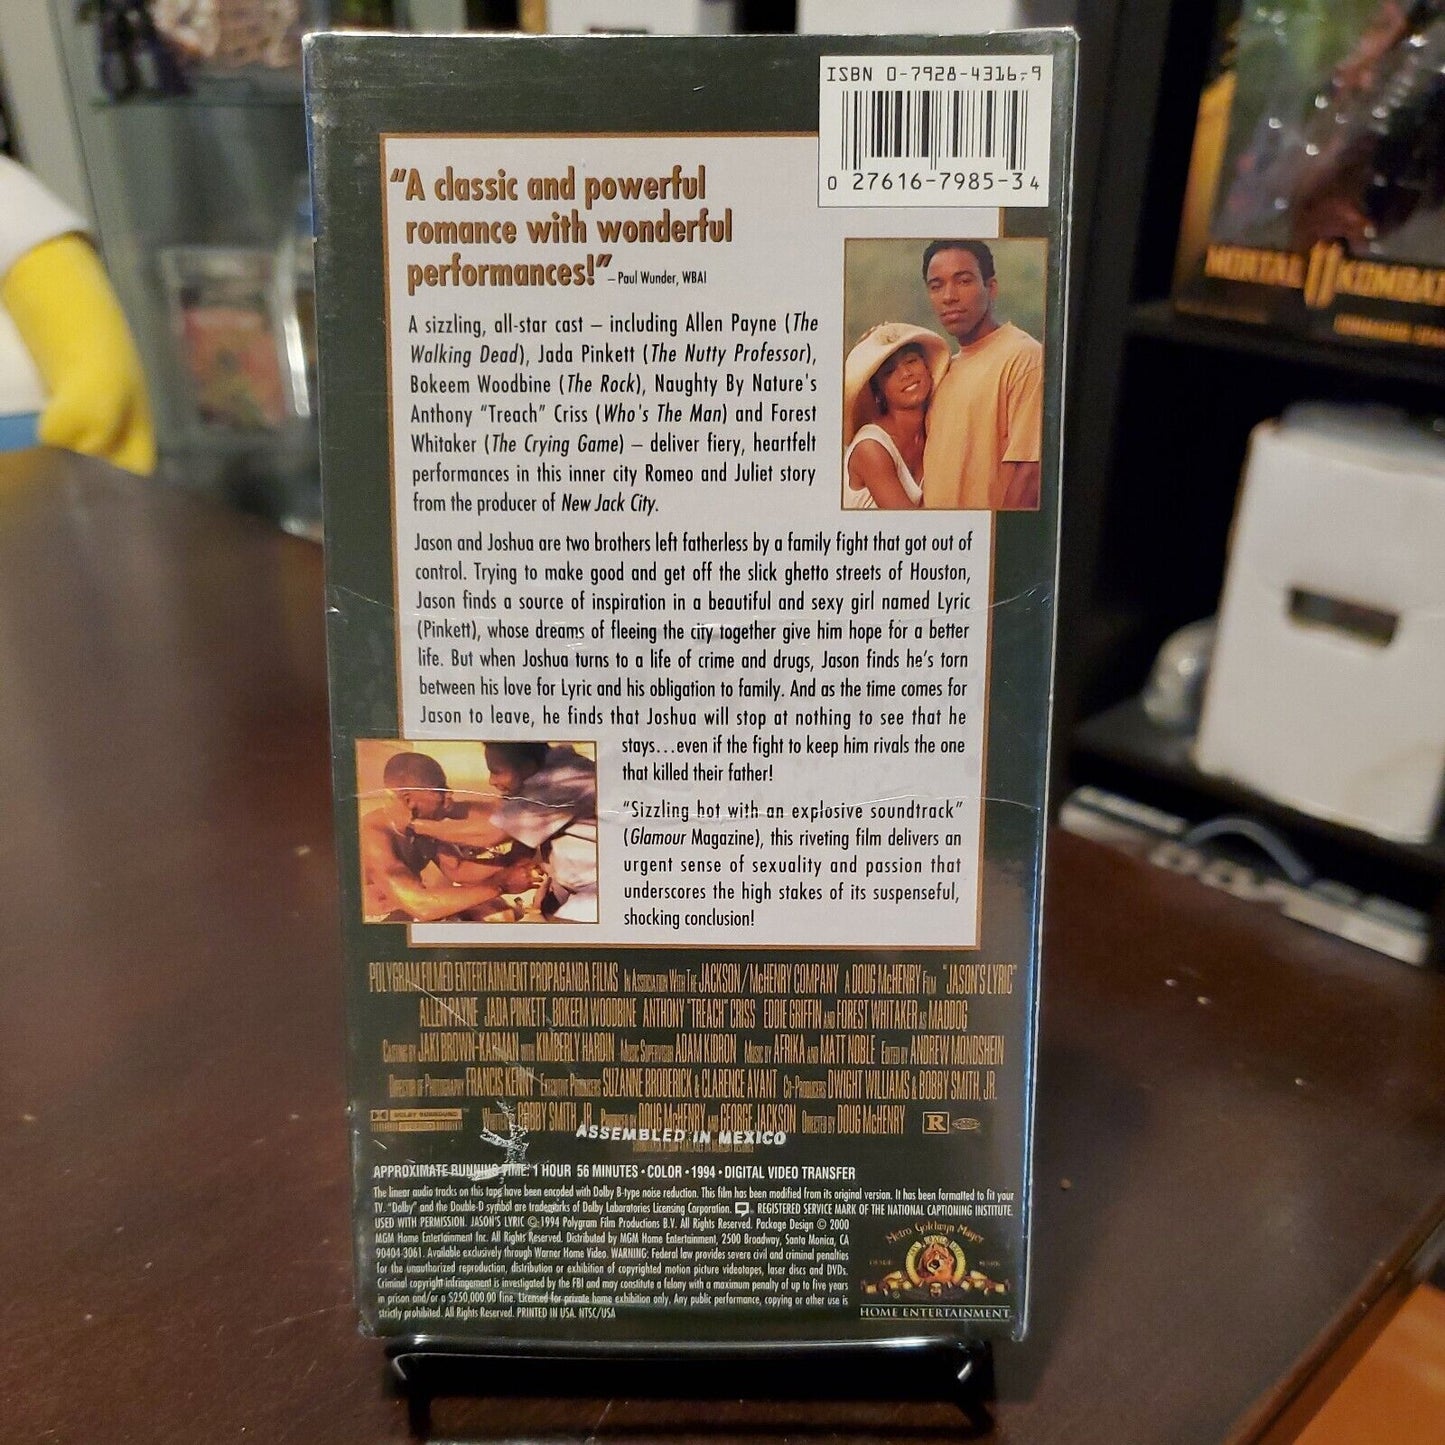 ISBN 0-7928-4316-9
0 27616-7985-3 4
“A classic and powerful
romance with wonderful
performances!” – Paul Wunder, WBAI
A sizzling, all-star cast – including Allen Payne (The
Walking Dead), Jada Pinkett (The Nutty Professor),
Bokeem Woodbine (The Rock), Naughty By Nature's
Anthony “Treach” Criss (Who's The Man) and Forest
Whitaker (The Crying Game) – deliver fiery, heartfelt
performances in this inner city Romeo and Juliet story
from the producer of New Jack City.
Jason and Joshua are two brothers left fatherless by a family fight that got out of
control. Trying to make good and get off the slick ghetto streets of Houston,
Jason finds a source of inspiration in a beautiful and sexy girl named Lyric
(Pinkett), whose dreams of fleeing the city together give him hope for a better
life. But when Joshua turns to a life of crime and drugs, Jason finds he's torn
between his love for Lyric and his obligation to family. And as the time comes for
Jason to leave, he finds that Joshua will stop at nothing to see that he
stays...even if the fight to keep him rivals the one
that killed their father!
“Sizzling hot with an explosive soundtrack”
(Glamour Magazine), this riveting film delivers an
urgent sense of sexuality and passion that
underscores the high stakes of its suspenseful,
shocking conclusion!
POLYGRAM FILMED ENTERTAINMENT PROPAGANDA FILMS IN ASSOCIATION WITH THE JACKSON/McHENRY COMPANY A DOUG McHENRY FILM “JASON'S LYRIC”
ALLEN PAYNE JADA PINKETT BOKEEM WOODBINE ANTHONY “TREACH” CRISS EDDIE GRIFFIN AND FOREST WHITAKER AS MADDOG
CASTING BY JAKI BROWN-KARMAN WITH KIMBERLY HARDIN MUSIC SUPERVISOR ADAM KIDRON MUSIC BY AFRIKA AND MATT NOBLE EDITED BY ANDREW MONDSHEIN
DIRECTOR OF PHOTOGRAPHY FRANCIS KENNY EXECUTIVE PRODUCERS SUZANNE BRODERICK & CLARENCE AVANT CO-PRODUCERS DWIGHT WILLIAMS & BOBBY SMITH, JR.
DOLBY SURROUND WRITTEN BY BOBBY SMITH, JR. PRODUCED BY DOUG McHENRY AND GEORGE JACKSON DIRECTED BY DOUG McHENRY R
ASSEMBLED IN MEXICO
APPROXIMATE RUNNING TIME: 1 HOUR 56 MINUTES • COLOR • 1994 • DIGITAL VIDEO TRANSFER
The linear audio tracks on this tape have been encoded with Dolby B-type noise reduction. This film has been modified from its original version. It has been formatted to fit your
TV. “Dolby” and the Double-D symbol are trademarks of Dolby Laboratories Licensing Corporation. REGISTERED SERVICE MARK OF THE NATIONAL CAPTIONING INSTITUTE.
USED WITH PERMISSION. JASON'S LYRIC © 1994 Polygram Film Productions B.V. All Rights Reserved. Package Design © 2000
MGM Home Entertainment Inc. All Rights Reserved. Distributed by MGM Home Entertainment, 2500 Broadway, Santa Monica, CA
90404-3061. Available exclusively through Warner Home Video. WARNING: Federal law provides severe civil and criminal penalties
for the unauthorized reproduction, distribution or exhibition of copyrighted motion picture videotapes, laser discs and DVDs.
Criminal copyright infringement is investigated by the FBI and may constitute a felony with a maximum penalty of up to five years
in prison and/or a $250,000.00 fine. Licensed for private home exhibition only. Any public performance, copying or other use is
strictly prohibited. All Rights Reserved. PRINTED IN USA. NTSC/USA
Metro Goldwyn Mayer
TRADE MARK
HOME ENTERTAINMENT
MORTAL KOMBAT